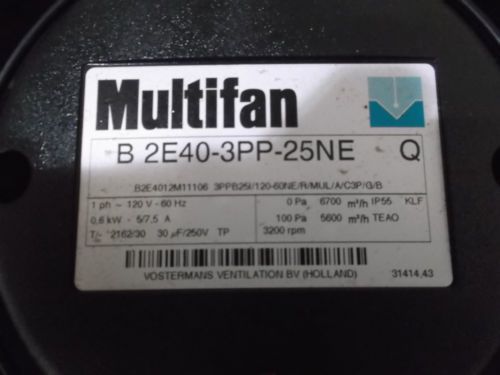 Multifan
B 2E40-3PP-25NE Q
B2E4012M11106 3PPB25I/120-60NE/R/MUL/A/C3P/G/B
1 ph ~ 120 V - 60 Hz 0 Pa 6700 m³/h IP55 KLF
0,6 kW - 5/7,5 A 100 Pa 5600 m³/h TEAO
T/- *2162/30 30 µF/250V TP 3200 rpm
VOSTERMANS VENTILATION BV (HOLLAND) 31414,43